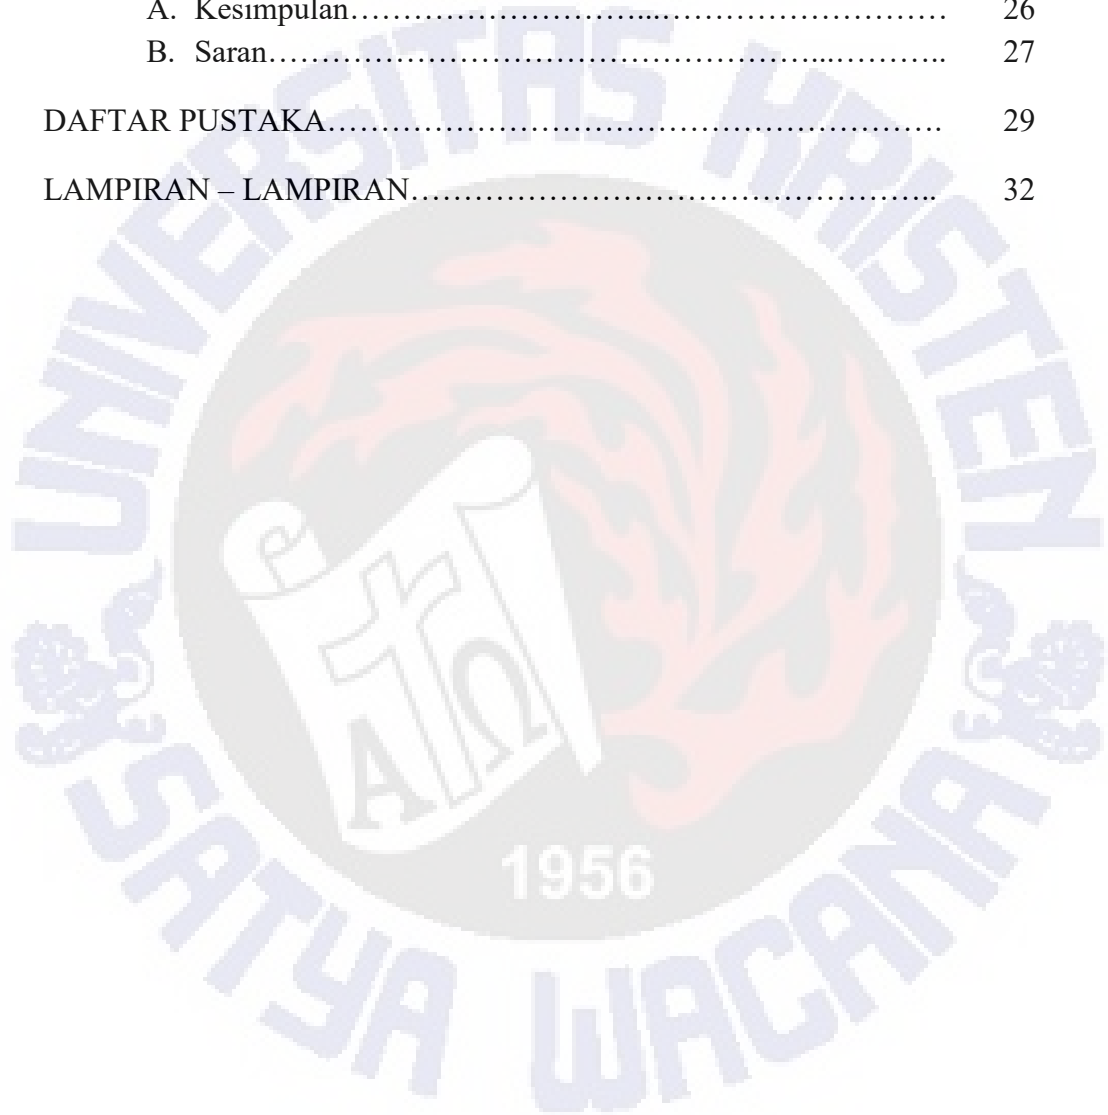 A. Kesimpulan…………………………...……………………… 26
B. Saran……………………………………………...……….. 27
DAFTAR PUSTAKA…………………………………………………. 29
LAMPIRAN – LAMPIRAN………………………………………….. 32
UNIVERSITAS KRISTEN
Α Ω
1956
SATYA WACANA